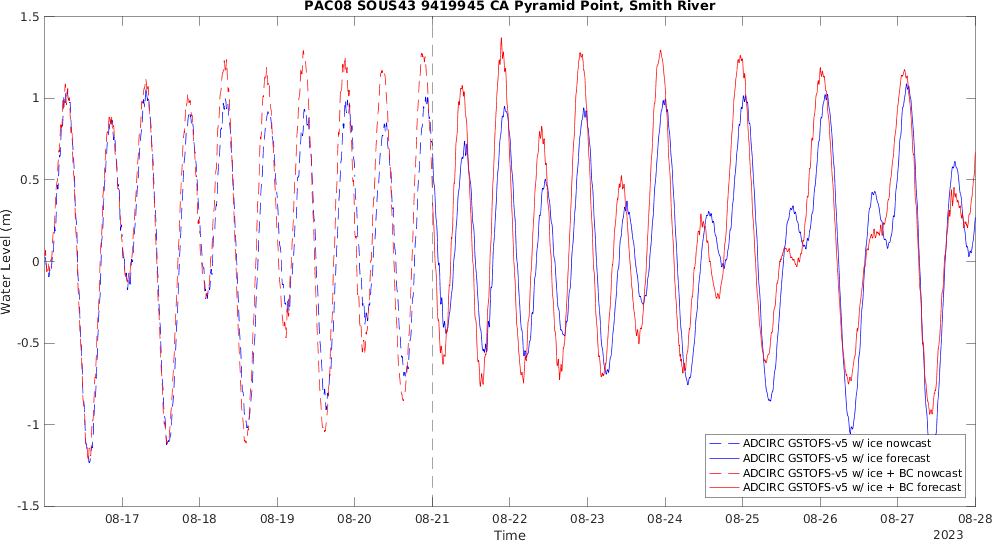 PAC08 SOUS43 9419945 CA Pyramid Point, Smith River
1.5
1
0.5
0
-0.5
-1
-1.5
Water Level (m)
ADCIRC GSTOFS-v5 w/ ice nowcast
ADCIRC GSTOFS-v5 w/ ice forecast
ADCIRC GSTOFS-v5 w/ ice + BC nowcast
ADCIRC GSTOFS-v5 w/ ice + BC forecast
08-17 08-18 08-19 08-20 08-21 08-22 08-23 08-24 08-25 08-26 08-27 08-28
Time
2023